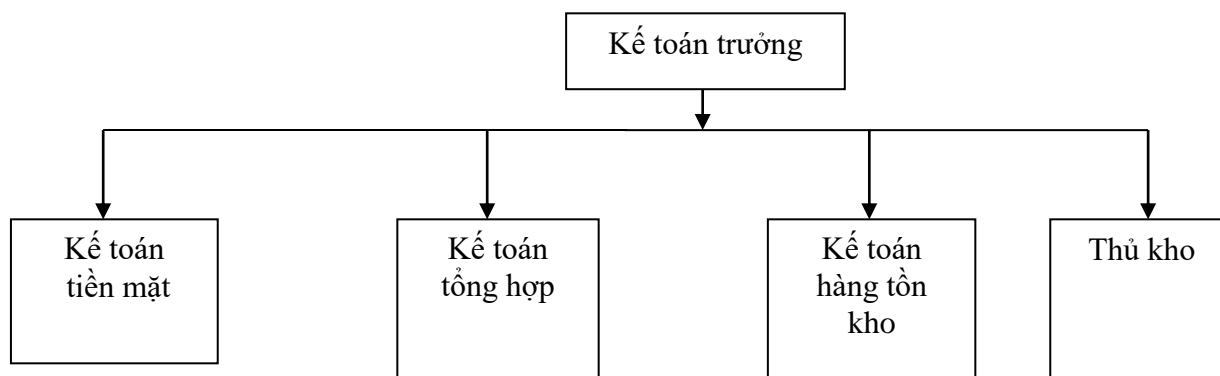 Kế toán trưởng
Kế toán
tiền mặt
Kế toán
tổng hợp
Kế toán
hàng tồn
kho
Thủ kho